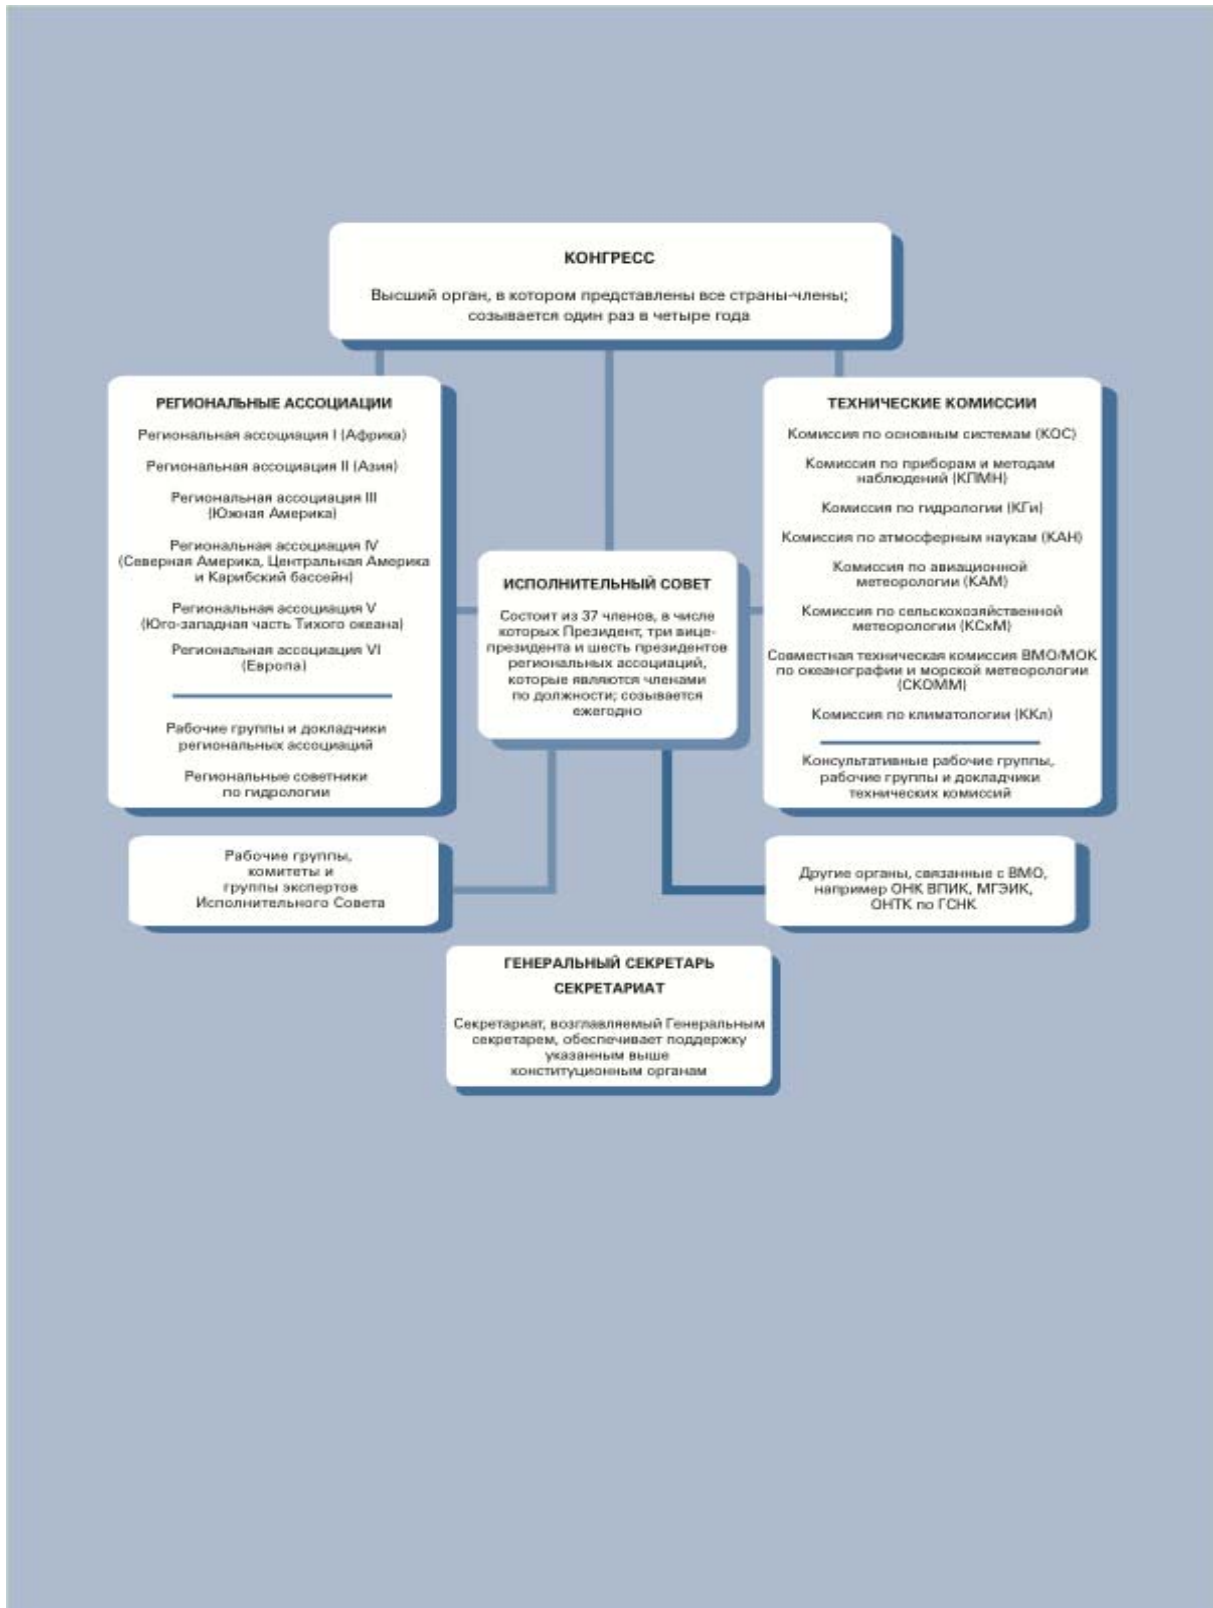 КОНГРЕСС
Высший орган, в котором представлены все страны-члены;
созывается один раз в четыре года
РЕГИОНАЛЬНЫЕ АССОЦИАЦИИ
Региональная ассоциация I (Африка)
Региональная ассоциация II (Азия)
Региональная ассоциация III
(Южная Америка)
Региональная ассоциация IV
(Северная Америка, Центральная Америка
и Карибский бассейн)
Региональная ассоциация V
(Юго-западная часть Тихого океана)
Региональная ассоциация VI
(Европа)
Рабочие группы и докладчики
региональных ассоциаций
Региональные советники
по гидрологии
ИСПОЛНИТЕЛЬНЫЙ СОВЕТ
Состоит из 37 членов, в числе
которых Президент, три вице-
президента и шесть президентов
региональных ассоциаций,
которые являются членами
по должности; созывается
ежегодно
ТЕХНИЧЕСКИЕ КОМИССИИ
Комиссия по основным системам (КОС)
Комиссия по приборам и методам
наблюдений (КПМН)
Комиссия по гидрологии (КГи)
Комиссия по атмосферным наукам (КАН)
Комиссия по авиационной
метеорологии (КАМ)
Комиссия по сельскохозяйственной
метеорологии (КСхМ)
Совместная техническая комиссия ВМО/МОК
по океанографии и морской метеорологии
(СКОММ)
Комиссия по климатологии (ККл)
Консультативные рабочие группы,
рабочие группы и докладчики
технических комиссий
Рабочие группы,
комитеты и
группы экспертов
Исполнительного Совета
Другие органы, связанные с ВМО,
например ОНК ВПИК, МГЭИК,
ОНТК по ГСНК
ГЕНЕРАЛЬНЫЙ СЕКРЕТАРЬ
СЕКРЕТАРИАТ
Секретариат, возглавляемый Генеральным
секретарем, обеспечивает поддержку
указанным выше
конституционным органам